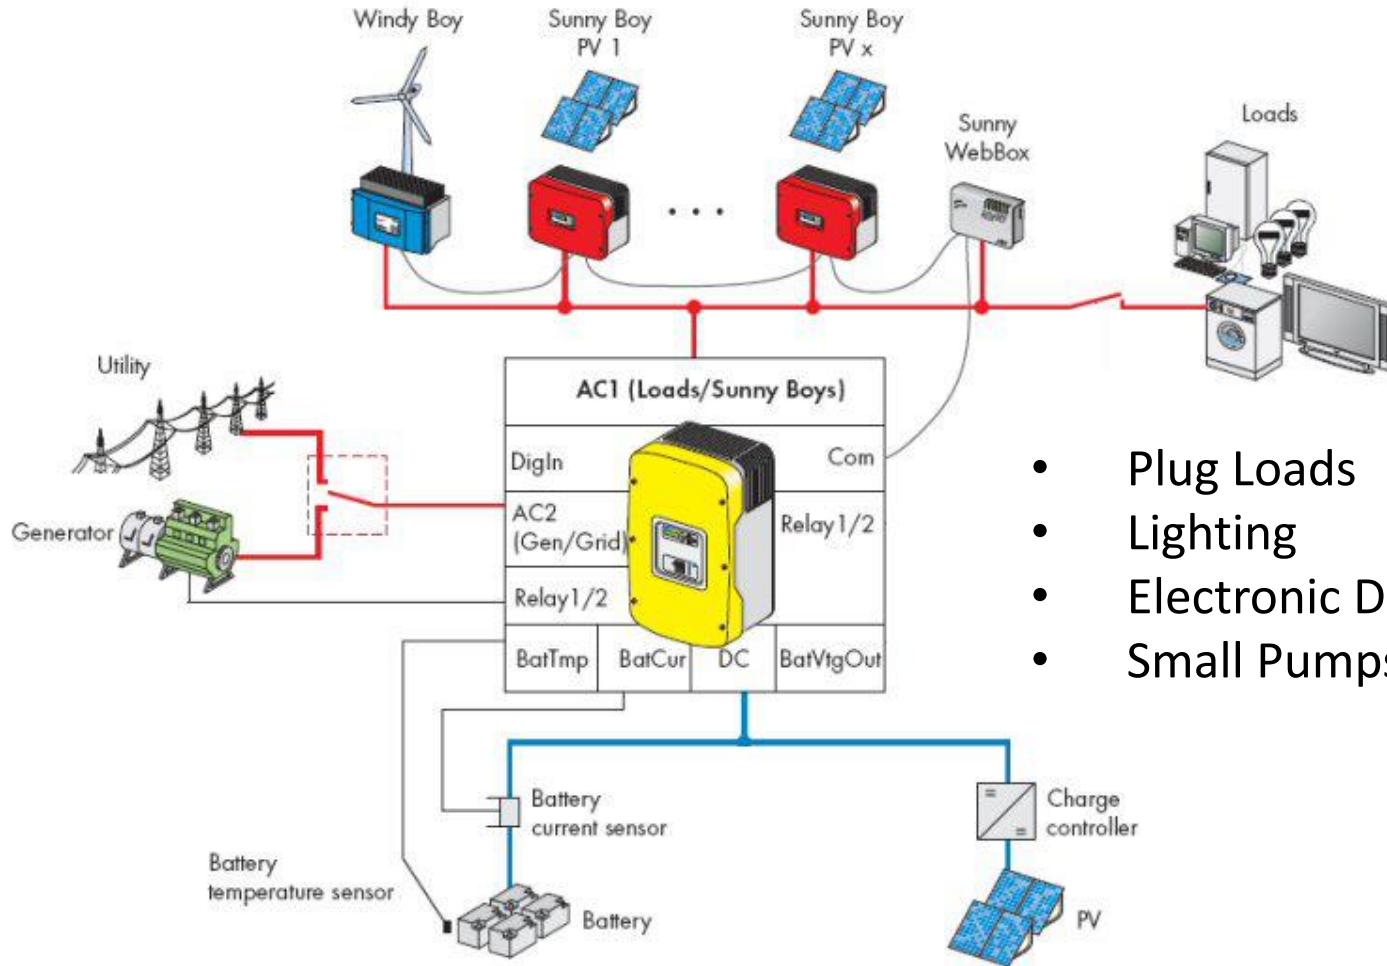 Windy Boy
Sunny Boy
PV 1
Sunny Boy
PV x
Sunny
WebBox
Loads
Utility
Generator
AC1 (Loads/Sunny Boys)
DigIn
Com
AC2
(Gen/Grid)
Relay1/2
Relay1/2
BatTmp
BatCur
DC
BatVtgOut
• Plug Loads
• Lighting
• Electronic D
• Small Pumps
Battery
current sensor
Charge
controller
Battery
temperature sensor
Battery
PV